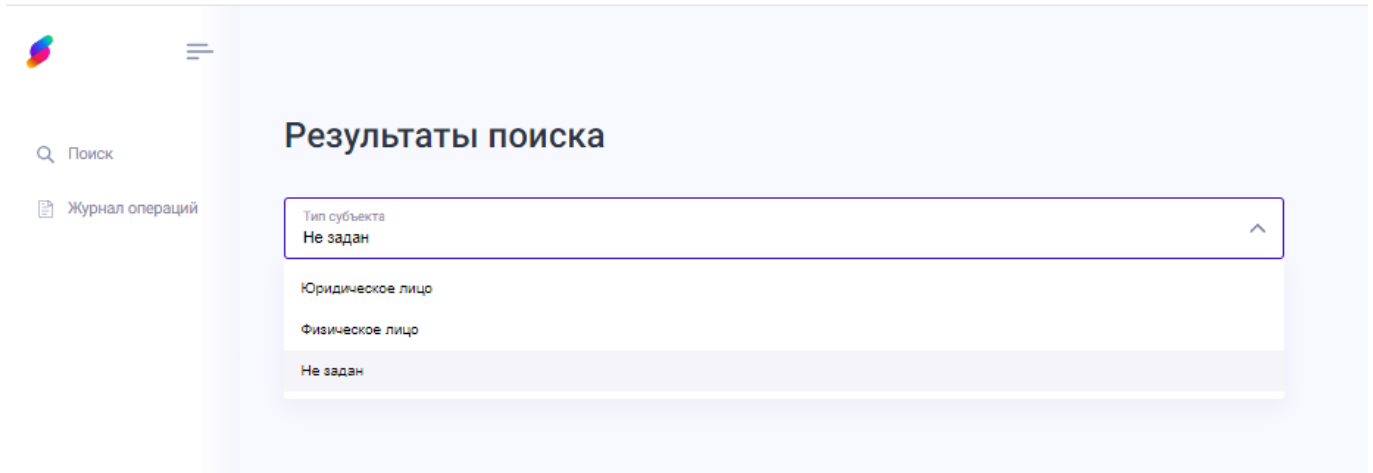 Результаты поиска
Поиск
Журнал операций
Тип субъекта
Не задан
Юридическое лицо
Физическое лицо
Не задан